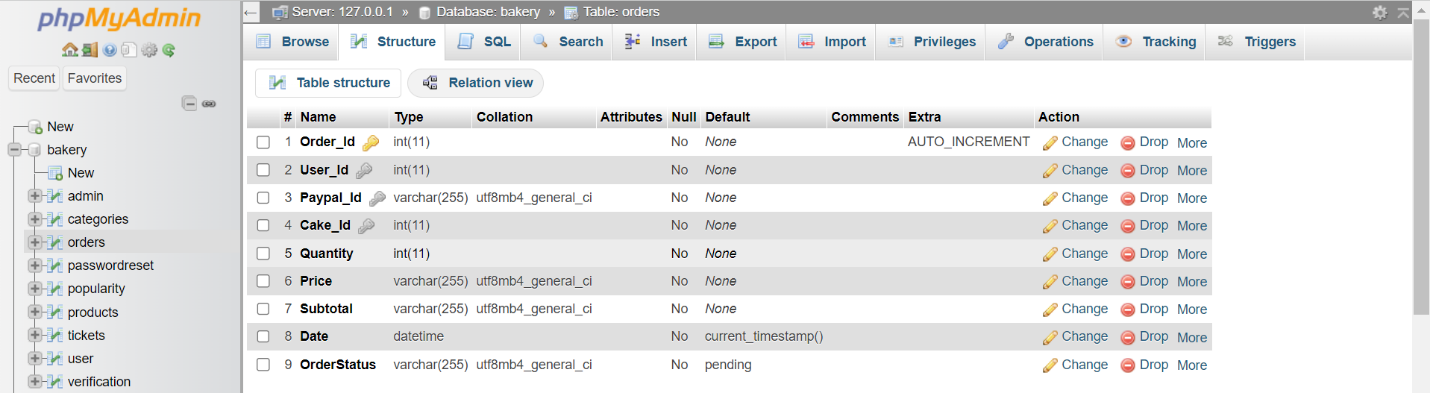 phpMyAdmin
Recent Favorites
New
bakery
New
admin
categories
orders
passwordreset
popularity
products
tickets
user
verification
Server: 127.0.0.1 » Database: bakery » Table: orders
Browse Structure SQL Search Insert Export Import Privileges Operations Tracking Triggers
Table structure Relation view
# Name Type Collation Attributes Null Default Comments Extra Action
1 Order_Id int(11) No None AUTO_INCREMENT Change Drop More
2 User_Id int(11) No None Change Drop More
3 Paypal_Id varchar(255) utf8mb4_general_ci No None Change Drop More
4 Cake_Id int(11) No None Change Drop More
5 Quantity int(11) No None Change Drop More
6 Price varchar(255) utf8mb4_general_ci No None Change Drop More
7 Subtotal varchar(255) utf8mb4_general_ci No None Change Drop More
8 Date datetime No current_timestamp() Change Drop More
9 OrderStatus varchar(255) utf8mb4_general_ci No pending Change Drop More